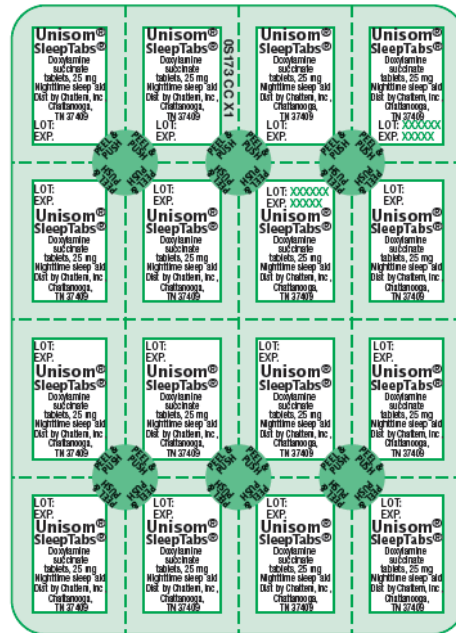 Unisom®
SleepTabs®
Doxylamine
succinate
tablets, 25 mg
Nighttime sleep aid
Dist by Chattem, Inc,
Chattanooga,
TN 37409
LOT:
EXP.
Unisom®
SleepTabs®
Doxylamine
succinate
tablets, 25 mg
Nighttime sleep aid
Dist by Chattem, Inc,
Chattanooga,
TN 37409
LOT:
EXP.
0S173 CC X1
Unisom®
SleepTabs®
Doxylamine
succinate
tablets, 25 mg
Nighttime sleep aid
Dist by Chattem, Inc,
Chattanooga,
TN 37409
LOT:
EXP.
Unisom®
SleepTabs®
Doxylamine
succinate
tablets, 25 mg
Nighttime sleep aid
Dist by Chattem, Inc,
Chattanooga,
TN 37409
LOT: XXXXXX
EXP. XXXXX
PEEL & PUSH PEEL & PUSH
PEEL & PUSH PEEL & PUSH
PEEL & PUSH PEEL & PUSH
LOT:
EXP.
Unisom®
SleepTabs®
Doxylamine
succinate
tablets, 25 mg
Nighttime sleep aid
Dist by Chattem, Inc,
Chattanooga,
TN 37409
LOT:
EXP.
Unisom®
SleepTabs®
Doxylamine
succinate
tablets, 25 mg
Nighttime sleep aid
Dist by Chattem, Inc,
Chattanooga,
TN 37409
LOT: XXXXXX
EXP. XXXXX
Unisom®
SleepTabs®
Doxylamine
succinate
tablets, 25 mg
Nighttime sleep aid
Dist by Chattem, Inc,
Chattanooga,
TN 37409
LOT:
EXP.
Unisom®
SleepTabs®
Doxylamine
succinate
tablets, 25 mg
Nighttime sleep aid
Dist by Chattem, Inc,
Chattanooga,
TN 37409
LOT:
EXP.
Unisom®
SleepTabs®
Doxylamine
succinate
tablets, 25 mg
Nighttime sleep aid
Dist by Chattem, Inc,
Chattanooga,
TN 37409
LOT:
EXP.
Unisom®
SleepTabs®
Doxylamine
succinate
tablets, 25 mg
Nighttime sleep aid
Dist by Chattem, Inc,
Chattanooga,
TN 37409
LOT:
EXP.
Unisom®
SleepTabs®
Doxylamine
succinate
tablets, 25 mg
Nighttime sleep aid
Dist by Chattem, Inc,
Chattanooga,
TN 37409
LOT:
EXP.
Unisom®
SleepTabs®
Doxylamine
succinate
tablets, 25 mg
Nighttime sleep aid
Dist by Chattem, Inc,
Chattanooga,
TN 37409
PEEL & PUSH PEEL & PUSH
PEEL & PUSH PEEL & PUSH
PEEL & PUSH PEEL & PUSH
LOT:
EXP.
Unisom®
SleepTabs®
Doxylamine
succinate
tablets, 25 mg
Nighttime sleep aid
Dist by Chattem, Inc,
Chattanooga,
TN 37409
LOT:
EXP.
Unisom®
SleepTabs®
Doxylamine
succinate
tablets, 25 mg
Nighttime sleep aid
Dist by Chattem, Inc,
Chattanooga,
TN 37409
LOT:
EXP.
Unisom®
SleepTabs®
Doxylamine
succinate
tablets, 25 mg
Nighttime sleep aid
Dist by Chattem, Inc,
Chattanooga,
TN 37409
LOT:
EXP.
Unisom®
SleepTabs®
Doxylamine
succinate
tablets, 25 mg
Nighttime sleep aid
Dist by Chattem, Inc,
Chattanooga,
TN 37409